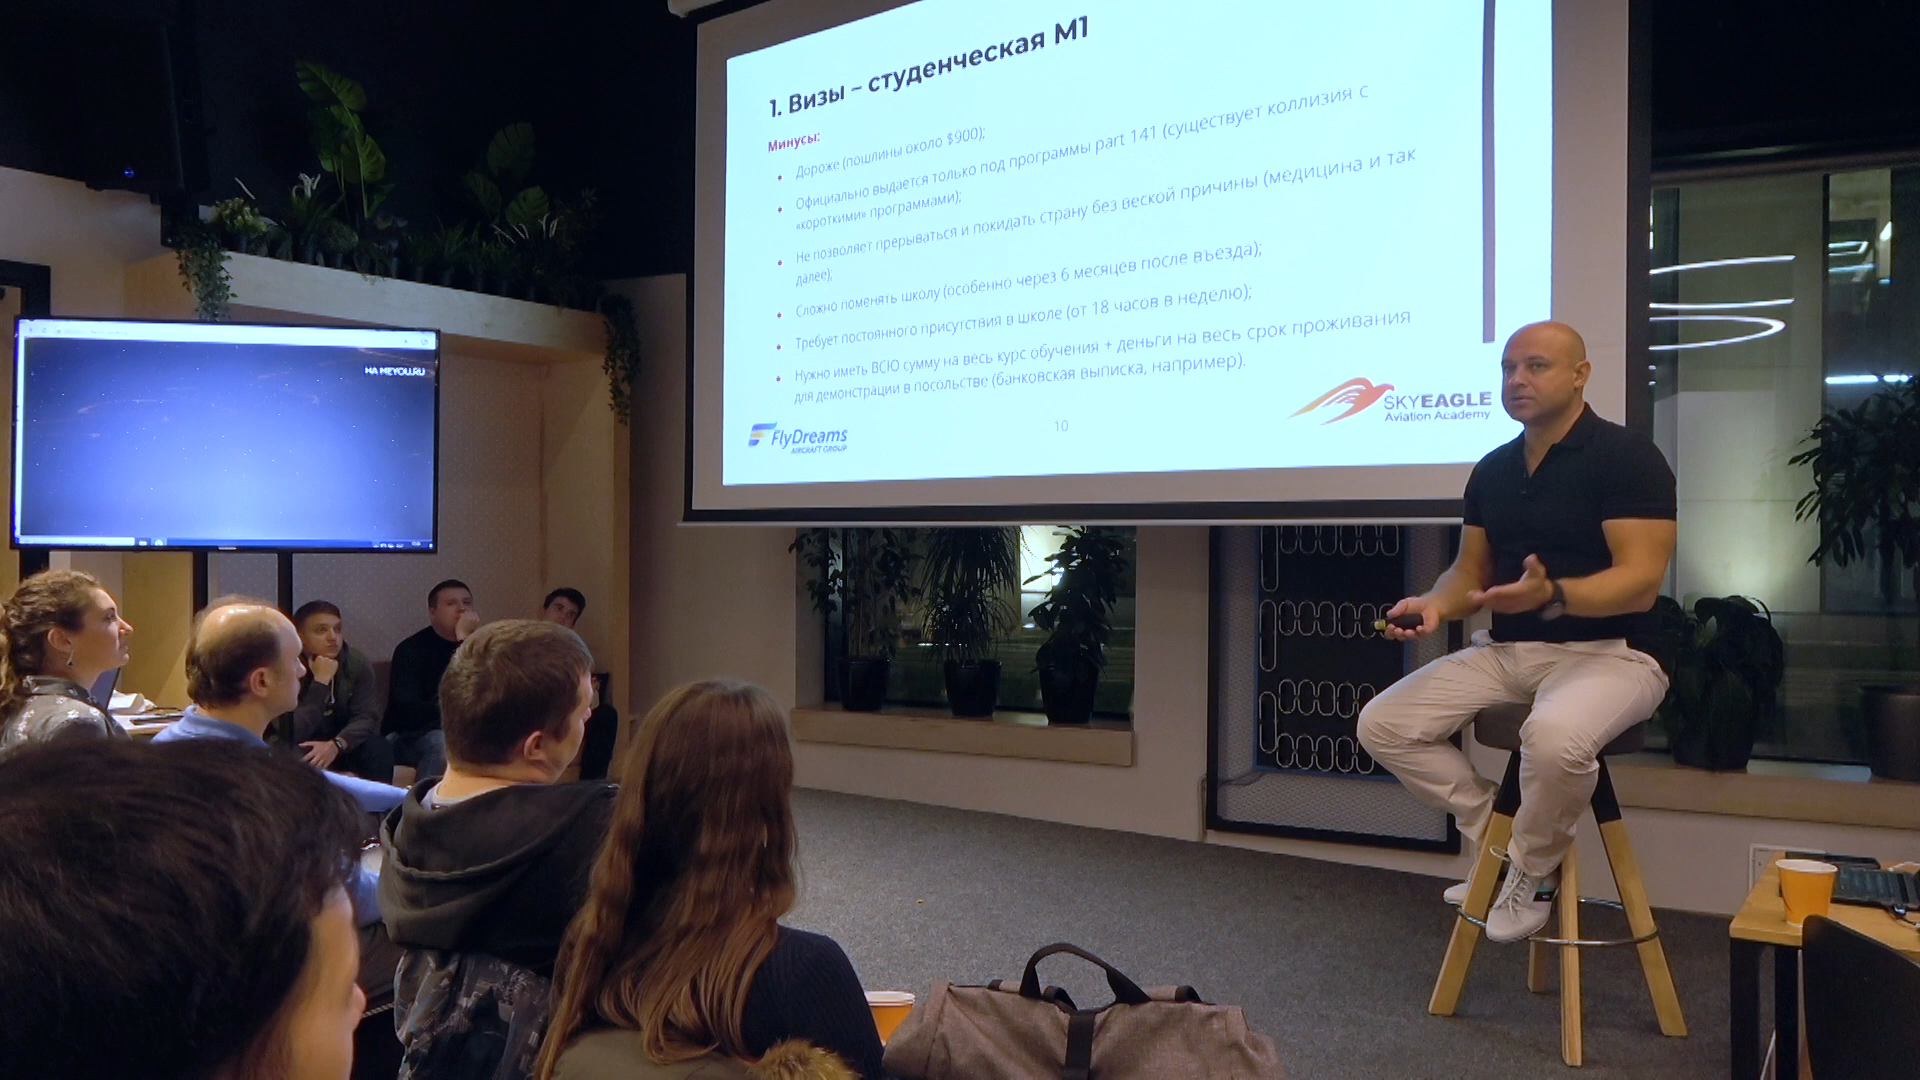 1. Визы – студенческая М1
Минусы:
Дороже (пошлины около $900);
Официально выдается только под программы part 141 (существует коллизия с
«короткими» программами);
Не позволяет прерываться и покидать страну без веской причины (медицина и так
далее);
Сложно поменять школу (особенно через 6 месяцев после въезда);
Требует постоянного присутствия в школе (от 18 часов в неделю);
Нужно иметь ВСЮ сумму на весь курс обучения + деньги на весь срок проживания
для демонстрации в посольстве (банковская выписка, например).
FlyDreams
AIRCRAFT GROUP
10
SKYEAGLE
Aviation Academy
НА MEYOU.RU